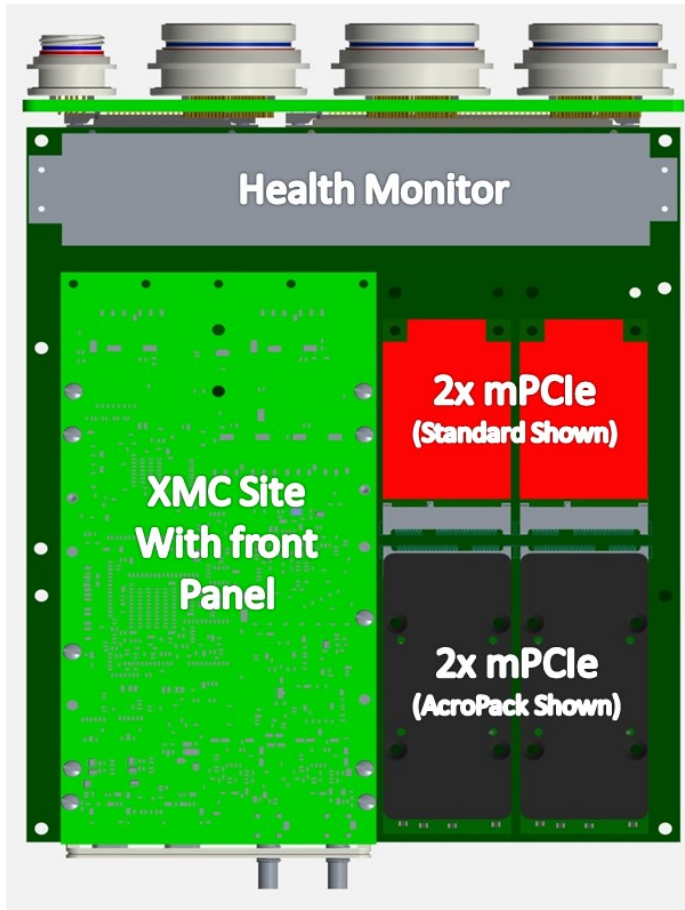 Health Monitor
2x mPCIe
(Standard Shown)
XMC Site
With front
Panel
2x mPCIe
(AcroPack Shown)